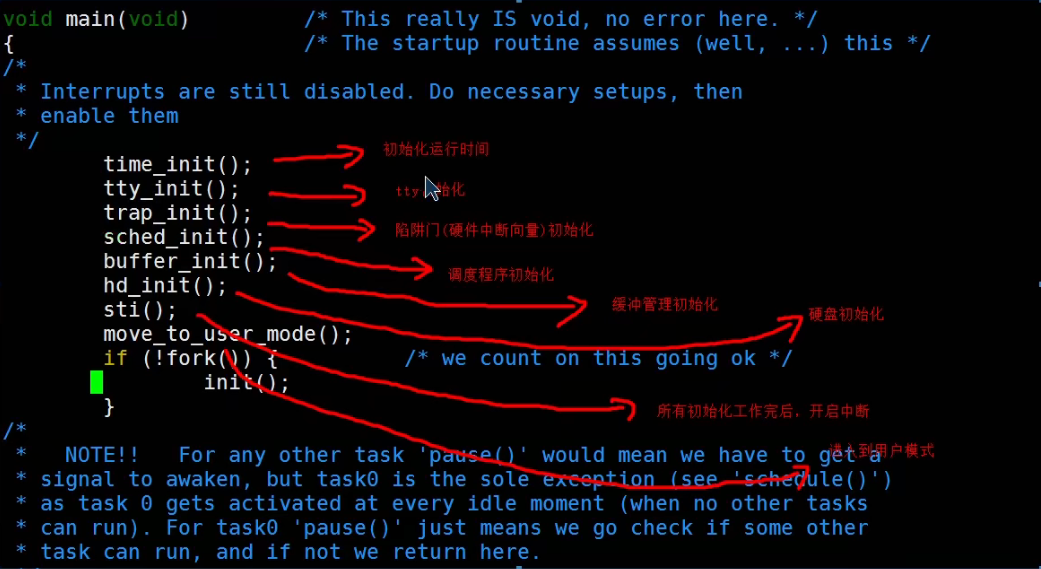 void main(void)		/* This really IS void, no error here. */
{			/* The startup routine assumes (well, ...) this */
/*
 * Interrupts are still disabled. Do necessary setups, then
 * enable them
 */
	time_init();	初始化运行时间
	tty_init();	tty 始化
	trap_init();
	sched_init();	陷阱门(硬件中断向量)初始化
	buffer_init();	调度程序初始化
	hd_init();	缓冲管理初始化
	sti();	硬盘初始化
	move_to_user_mode();
	if (!fork()) {		/* we count on this going ok */
		init();
	}	所有初始化工作完后，开启中断
/*	进入到用户模式
 *   NOTE!!   For any other task 'pause()' would mean we have to get a
 * signal to awaken, but task0 is the sole exception (see 'schedule()')
 * as task 0 gets activated at every idle moment (when no other tasks
 * can run). For task0 'pause()' just means we go check if some other
 * task can run, and if not we return here.